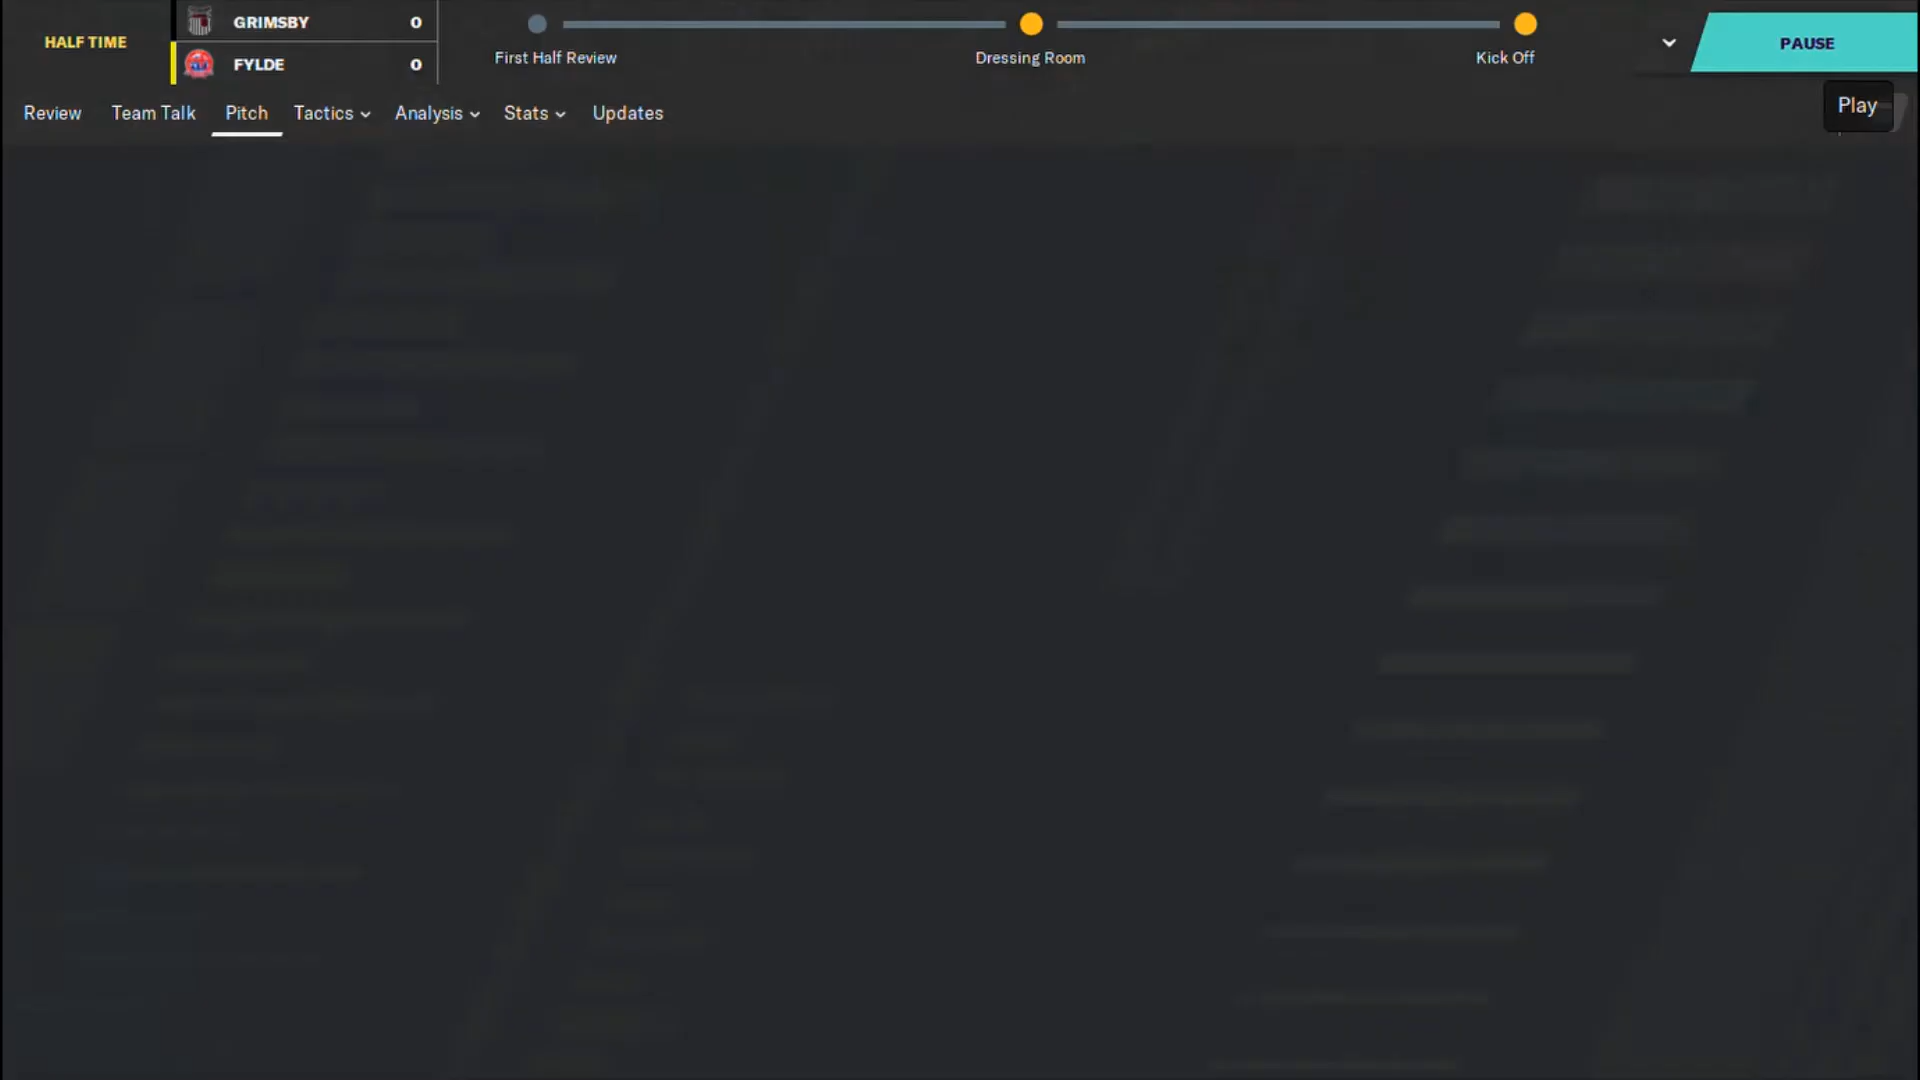 HALF TIME
GRIMSBY 0
FYLDE 0
First Half Review
Dressing Room
Kick Off
PAUSE
Review
Team Talk
Pitch
Tactics
Analysis
Stats
Updates
Play